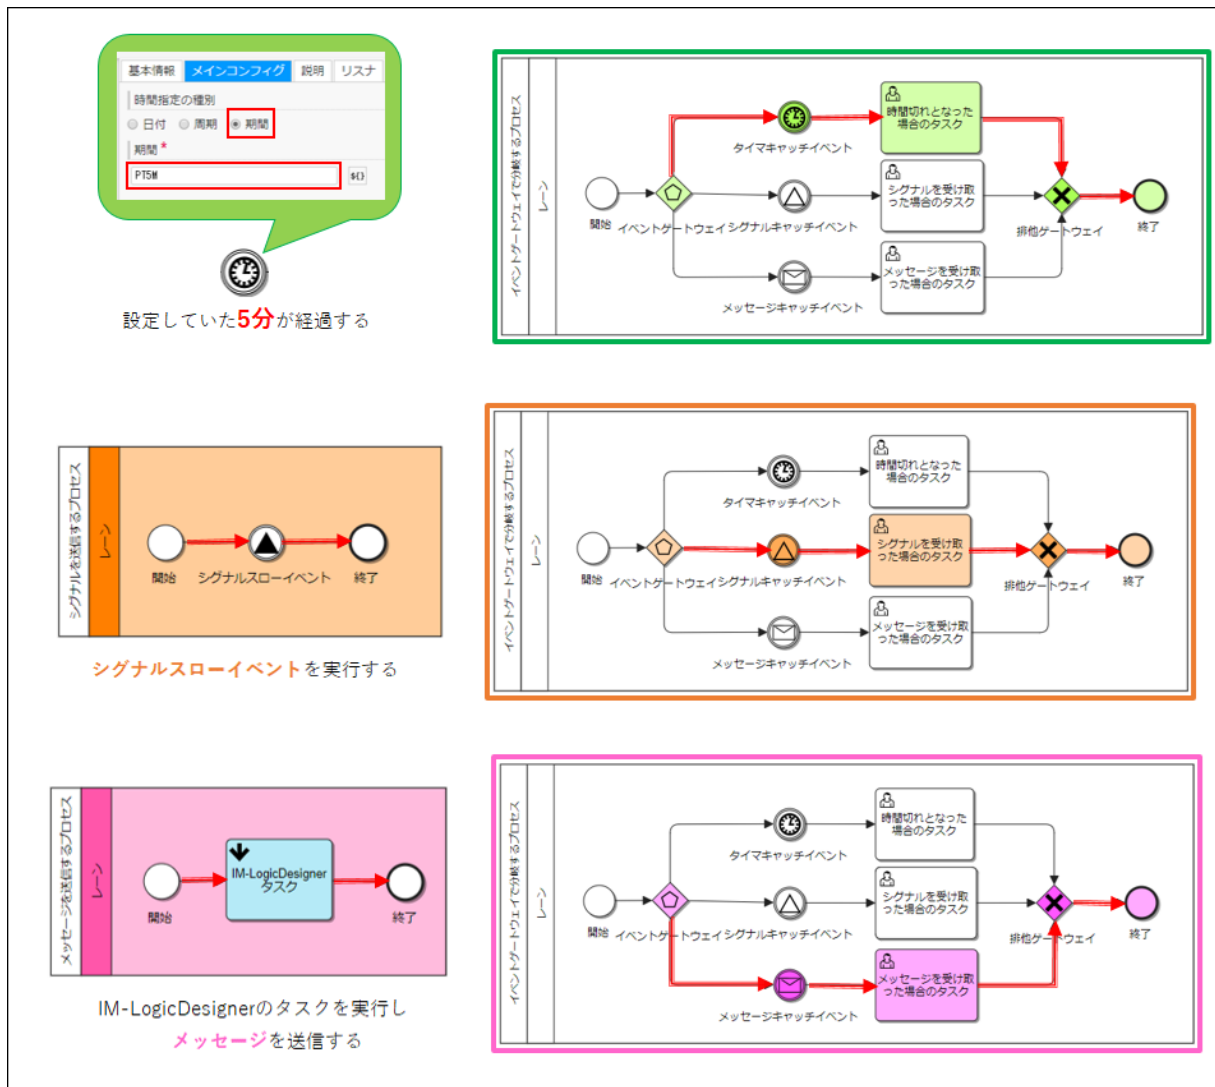 基本情報 メインコンフィグ 説明 リスナ
時間指定の種別
日付 周期 期間
期間 *
PT5M ${}
設定していた5分が経過する
イベントゲートウェイで分岐するプロセス
レーン
開始
イベントゲートウェイ
タイマキャッチイベント
時間切れとなった
場合のタスク
シグナルキャッチイベント
シグナルを受け取
った場合のタスク
メッセージキャッチイベント
メッセージを受け取
った場合のタスク
排他ゲートウェイ
終了
シグナルを送信するプロセス
レーン
開始
シグナルスローイベント
終了
シグナルスローイベントを実行する
イベントゲートウェイで分岐するプロセス
レーン
開始
イベントゲートウェイ
タイマキャッチイベント
時間切れとなった
場合のタスク
シグナルキャッチイベント
シグナルを受け取
った場合のタスク
メッセージキャッチイベント
メッセージを受け取
った場合のタスク
排他ゲートウェイ
終了
メッセージを送信するプロセス
レーン
開始
IM-LogicDesigner
タスク
終了
IM-LogicDesignerのタスクを実行し
メッセージを送信する
イベントゲートウェイで分岐するプロセス
レーン
開始
イベントゲートウェイ
タイマキャッチイベント
時間切れとなった
場合のタスク
シグナルキャッチイベント
シグナルを受け取
った場合のタスク
メッセージキャッチイベント
メッセージを受け取
った場合のタスク
排他ゲートウェイ
終了